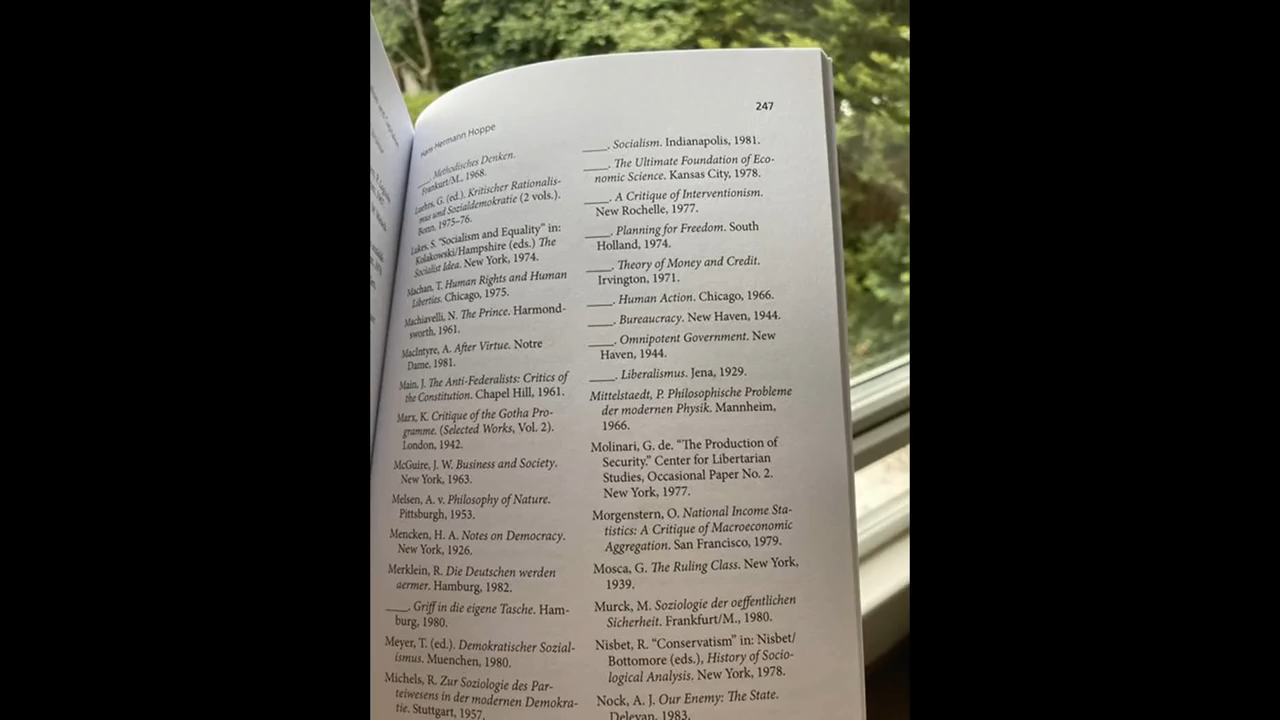 Hans Hermann Hoppe
____. Methodisches Denken.
Frankfurt/M., 1968.
Luehrs, G. (ed.). Kritischer Rationalis-
mus und Sozialdemokratie (2 vols.).
Bonn, 1975–76.
Lukes, S. "Socialism and Equality" in:
Kolakowski/Hampshire (eds.) The
Socialist Idea. New York, 1974.
Machan, T. Human Rights and Human
Liberties. Chicago, 1975.
Machiavelli, N. The Prince. Harmond-
sworth, 1961.
MacIntyre, A. After Virtue. Notre
Dame, 1981.
Main, J. The Anti-Federalists: Critics of
the Constitution. Chapel Hill, 1961.
Marx, K. Critique of the Gotha Pro-
gramme. (Selected Works, Vol. 2).
London, 1942.
McGuire, J. W. Business and Society.
New York, 1963.
Melsen, A. v. Philosophy of Nature.
Pittsburgh, 1953.
Mencken, H. A. Notes on Democracy.
New York, 1926.
Merklein, R. Die Deutschen werden
aermer. Hamburg, 1982.
____. Griff in die eigene Tasche. Ham-
burg, 1980.
Meyer, T. (ed.). Demokratischer Sozial-
ismus. Muenchen, 1980.
Michels, R. Zur Soziologie des Par-
teiwesens in der modernen Demokra-
tie. Stuttgart, 1957.
247
____. Socialism. Indianapolis, 1981.
____. The Ultimate Foundation of Eco-
nomic Science. Kansas City, 1978.
____. A Critique of Interventionism.
New Rochelle, 1977.
____. Planning for Freedom. South
Holland, 1974.
____. Theory of Money and Credit.
Irvington, 1971.
____. Human Action. Chicago, 1966.
____. Bureaucracy. New Haven, 1944.
____. Omnipotent Government. New
Haven, 1944.
____. Liberalismus. Jena, 1929.
Mittelstaedt, P. Philosophische Probleme
der modernen Physik. Mannheim,
1966.
Molinari, G. de. "The Production of
Security." Center for Libertarian
Studies, Occasional Paper No. 2.
New York, 1977.
Morgenstern, O. National Income Sta-
tistics: A Critique of Macroeconomic
Aggregation. San Francisco, 1979.
Mosca, G. The Ruling Class. New York,
1939.
Murck, M. Soziologie der oeffentlichen
Sicherheit. Frankfurt/M., 1980.
Nisbet, R. "Conservatism" in: Nisbet/
Bottomore (eds.), History of Socio-
logical Analysis. New York, 1978.
Nock, A. J. Our Enemy: The State.
Delevan, 1983.